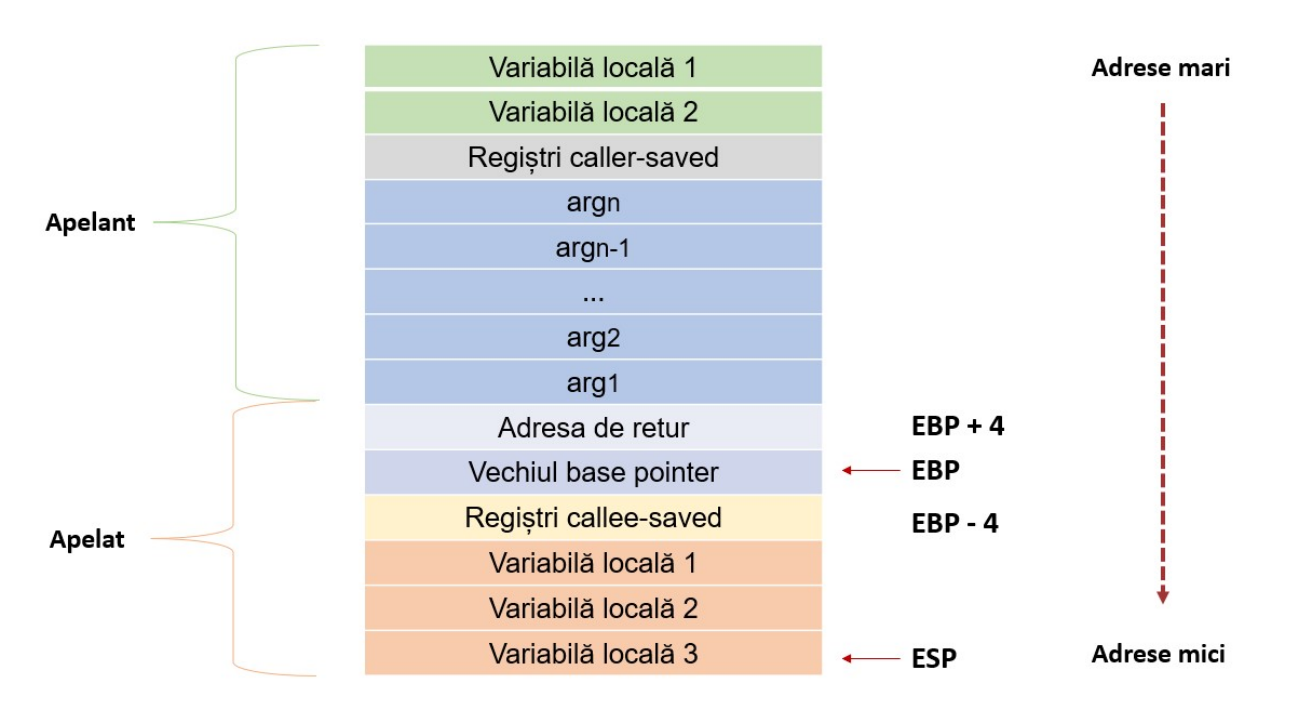 Variabilă locală 1
Adrese mari
Variabilă locală 2
Regiștri caller-saved
argn
Apelant
argn-1
...
arg2
arg1
Adresa de retur
EBP + 4
Vechiul base pointer
EBP
Regiștri callee-saved
EBP - 4
Apelat
Variabilă locală 1
Variabilă locală 2
Variabilă locală 3
ESP
Adrese mici